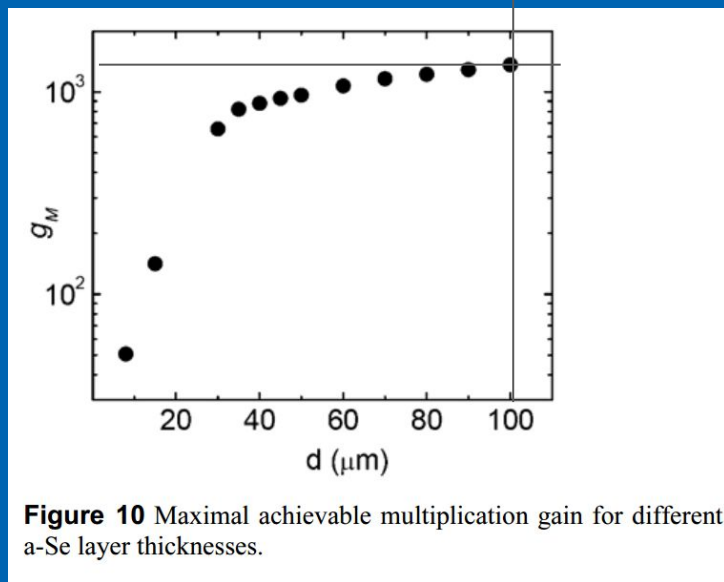 10³
10²
g_M
20 40 60 80 100
d (μm)
Figure 10 Maximal achievable multiplication gain for different
a-Se layer thicknesses.